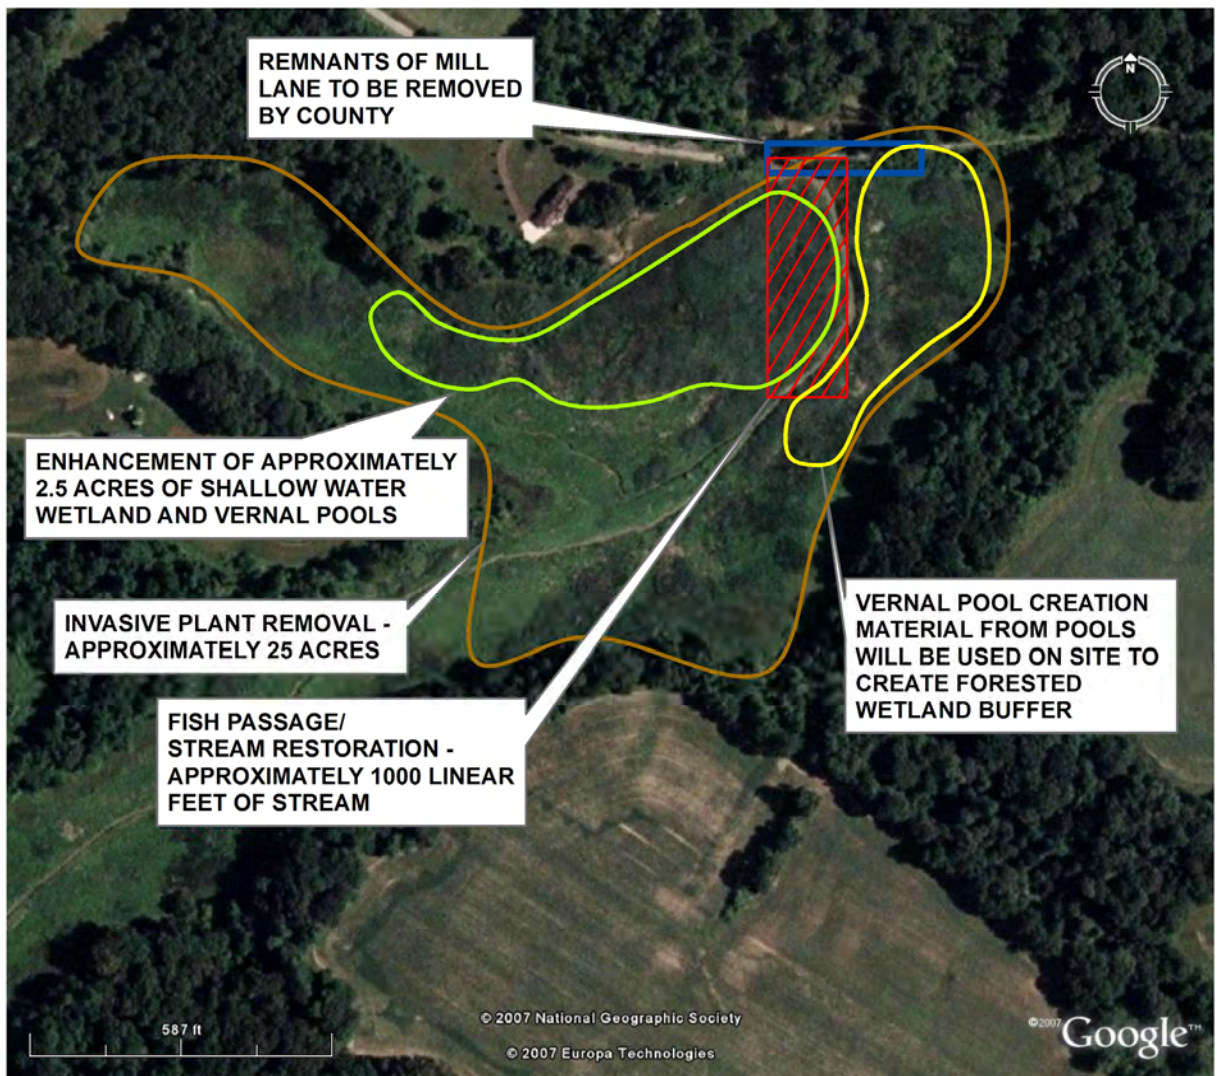 REMNANTS OF MILL
LANE TO BE REMOVED
BY COUNTY
N
ENHANCEMENT OF APPROXIMATELY
2.5 ACRES OF SHALLOW WATER
WETLAND AND VERNAL POOLS
INVASIVE PLANT REMOVAL -
APPROXIMATELY 25 ACRES
VERNAL POOL CREATION
MATERIAL FROM POOLS
WILL BE USED ON SITE TO
CREATE FORESTED
WETLAND BUFFER
FISH PASSAGE/
STREAM RESTORATION -
APPROXIMATELY 1000 LINEAR
FEET OF STREAM
587 ft
© 2007 National Geographic Society
© 2007 Europa Technologies
©2007 Google™